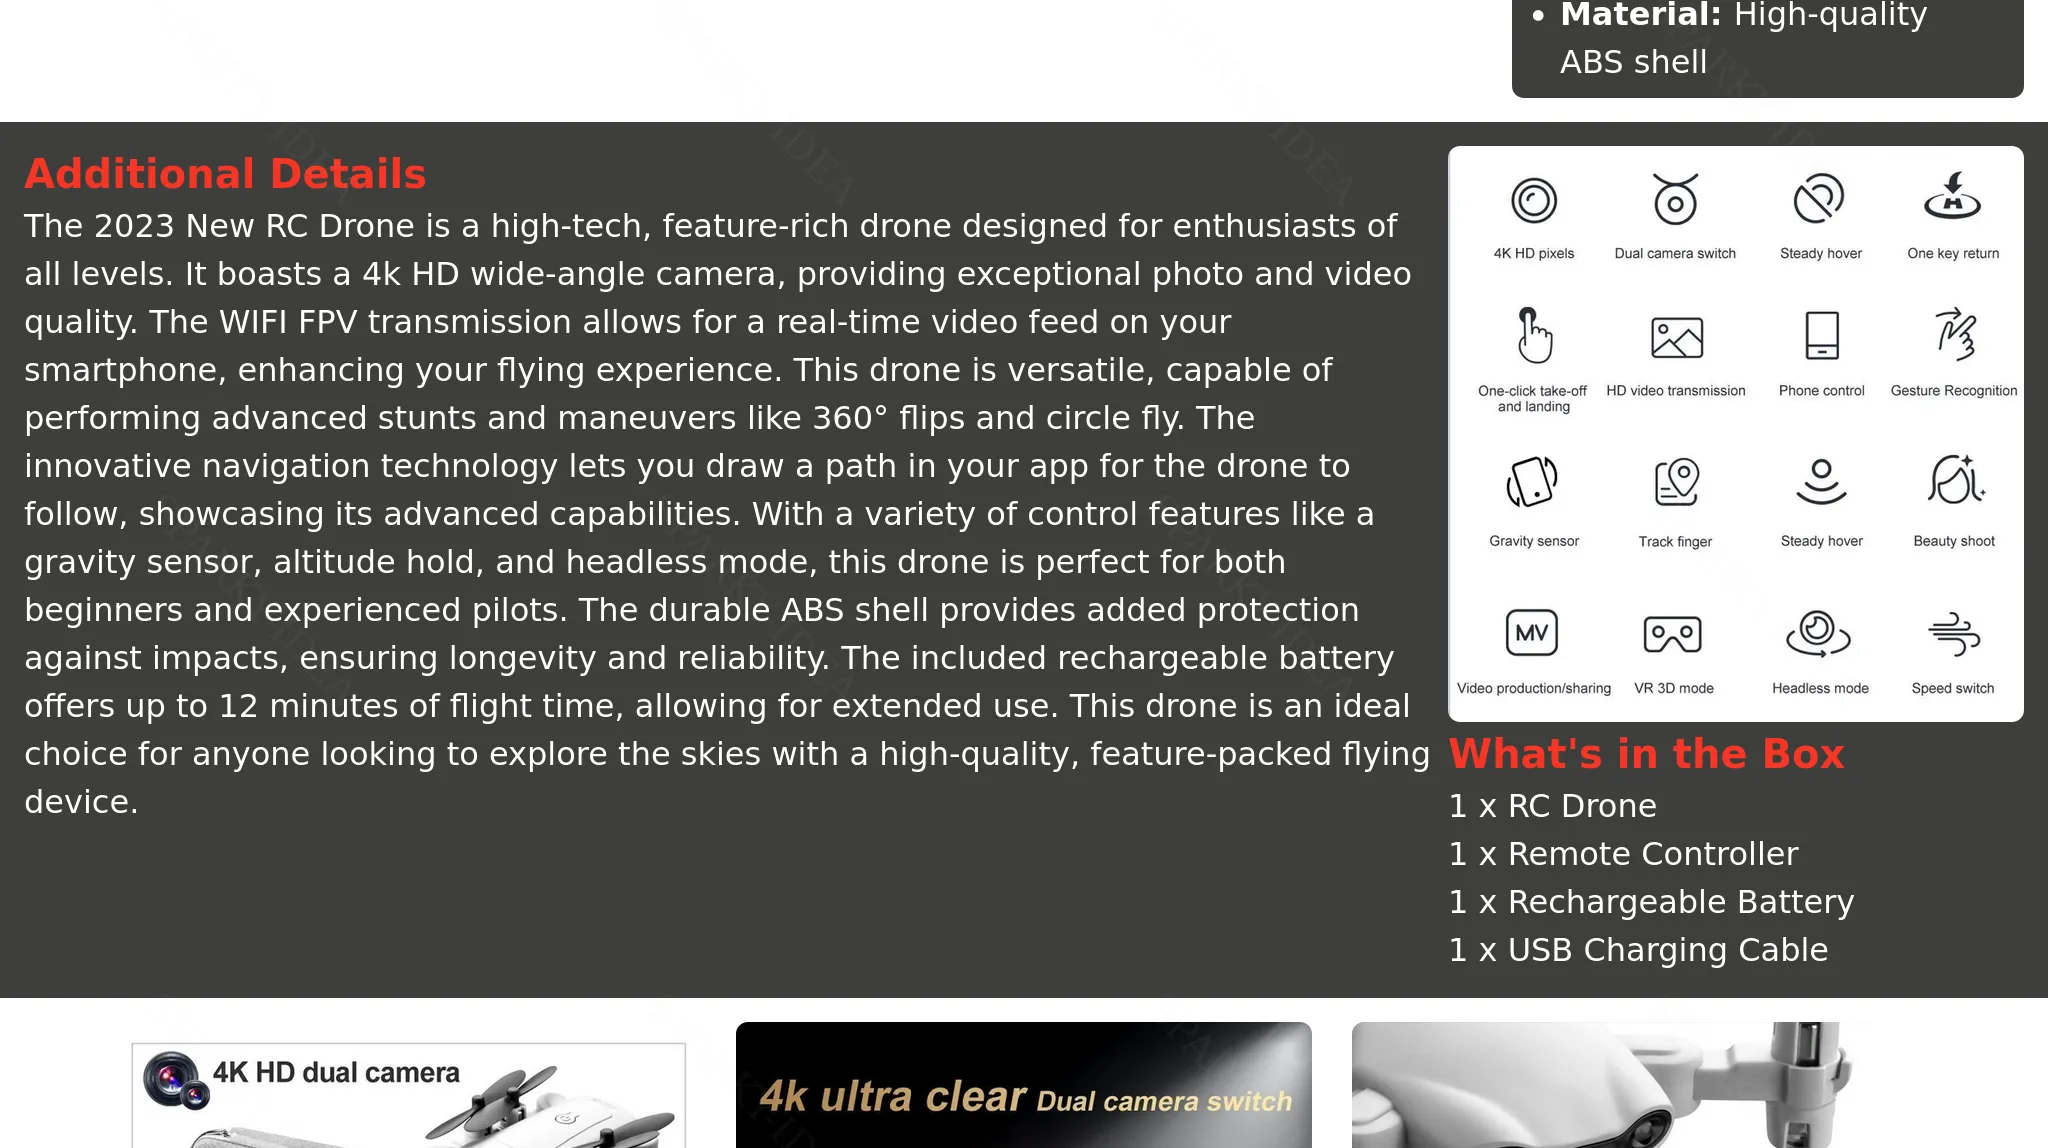 • Material: High-quality
ABS shell
Additional Details
The 2023 New RC Drone is a high-tech, feature-rich drone designed for enthusiasts of
all levels. It boasts a 4k HD wide-angle camera, providing exceptional photo and video
quality. The WIFI FPV transmission allows for a real-time video feed on your
smartphone, enhancing your flying experience. This drone is versatile, capable of
performing advanced stunts and maneuvers like 360° flips and circle fly. The
innovative navigation technology lets you draw a path in your app for the drone to
follow, showcasing its advanced capabilities. With a variety of control features like a
gravity sensor, altitude hold, and headless mode, this drone is perfect for both
beginners and experienced pilots. The durable ABS shell provides added protection
against impacts, ensuring longevity and reliability. The included rechargeable battery
offers up to 12 minutes of flight time, allowing for extended use. This drone is an ideal
choice for anyone looking to explore the skies with a high-quality, feature-packed flying
device.
4K HD pixels
Dual camera switch
Steady hover
H
One key return
One-click take-off
and landing
HD video transmission
Phone control
Gesture Recognition
Gravity sensor
Track finger
Steady hover
Beauty shoot
MV
Video production/sharing
VR 3D mode
Headless mode
Speed switch
What's in the Box
1 x RC Drone
1 x Remote Controller
1 x Rechargeable Battery
1 x USB Charging Cable
4K HD dual camera
4k ultra clear Dual camera switch